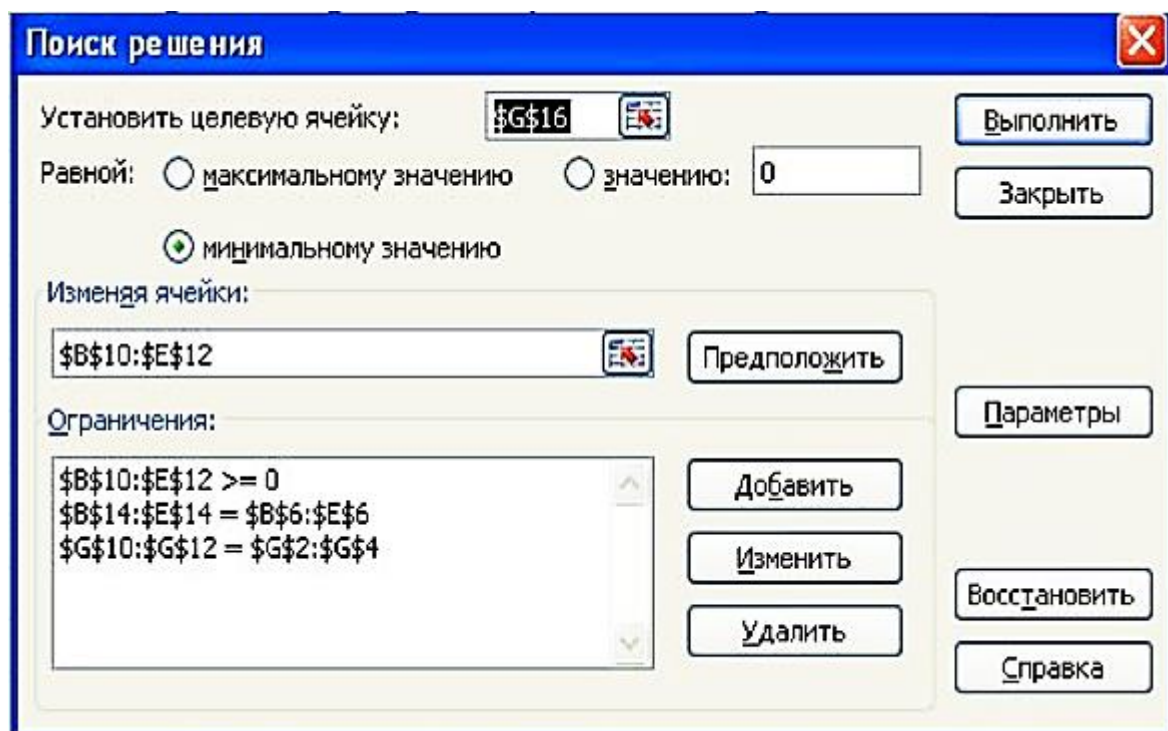 Поиск решения
Установить целевую ячейку: $G$16
Выполнить
Равной: максимальному значению значению: 0
Закрыть
минимальному значению
Изменяя ячейки:
$B$10:$E$12
Предположить
Параметры
Ограничения:
$B$10:$E$12 >= 0
$B$14:$E$14 = $B$6:$E$6
$G$10:$G$12 = $G$2:$G$4
Добавить
Изменить
Удалить
Восстановить
Справка